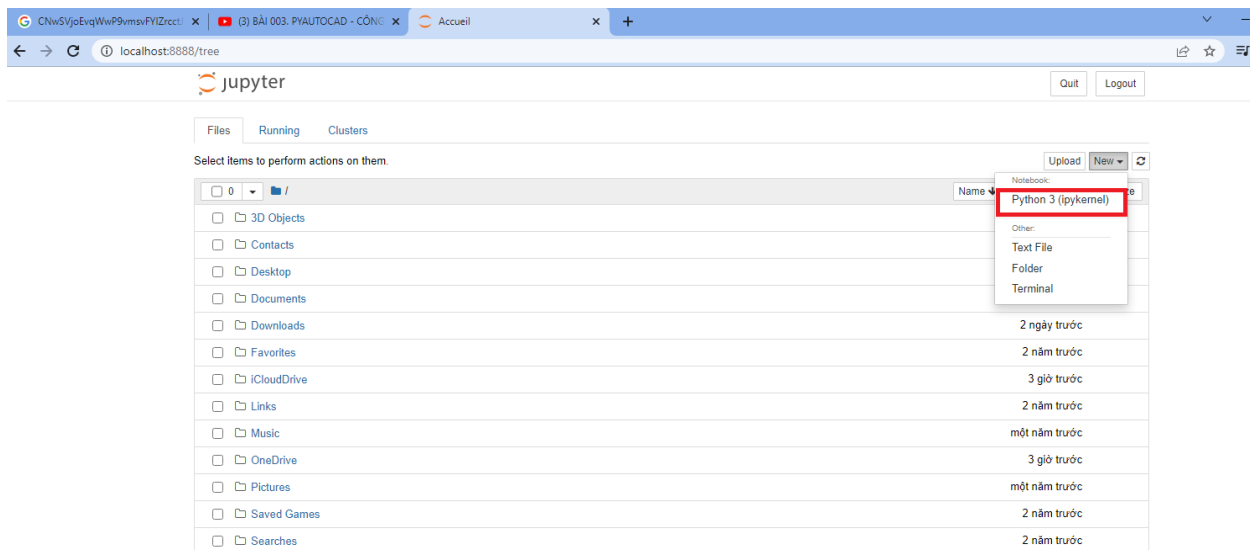 CNwSVjoEvqWwP9vmsvFYIZrcct. (3) BÀI 003. PYAUTOCAD - CÔNG Accueil
localhost:8888/tree
jupyter Quit Logout
Files Running Clusters
Select items to perform actions on them. Upload New
0 / Name
Notebook:
Python 3 (ipykernel)
Other:
Text File
Folder
Terminal
3D Objects
Contacts
Desktop
Documents
Downloads 2 ngày trước
Favorites 2 năm trước
iCloudDrive 3 giờ trước
Links 2 năm trước
Music một năm trước
OneDrive 3 giờ trước
Pictures một năm trước
Saved Games 2 năm trước
Searches 2 năm trước